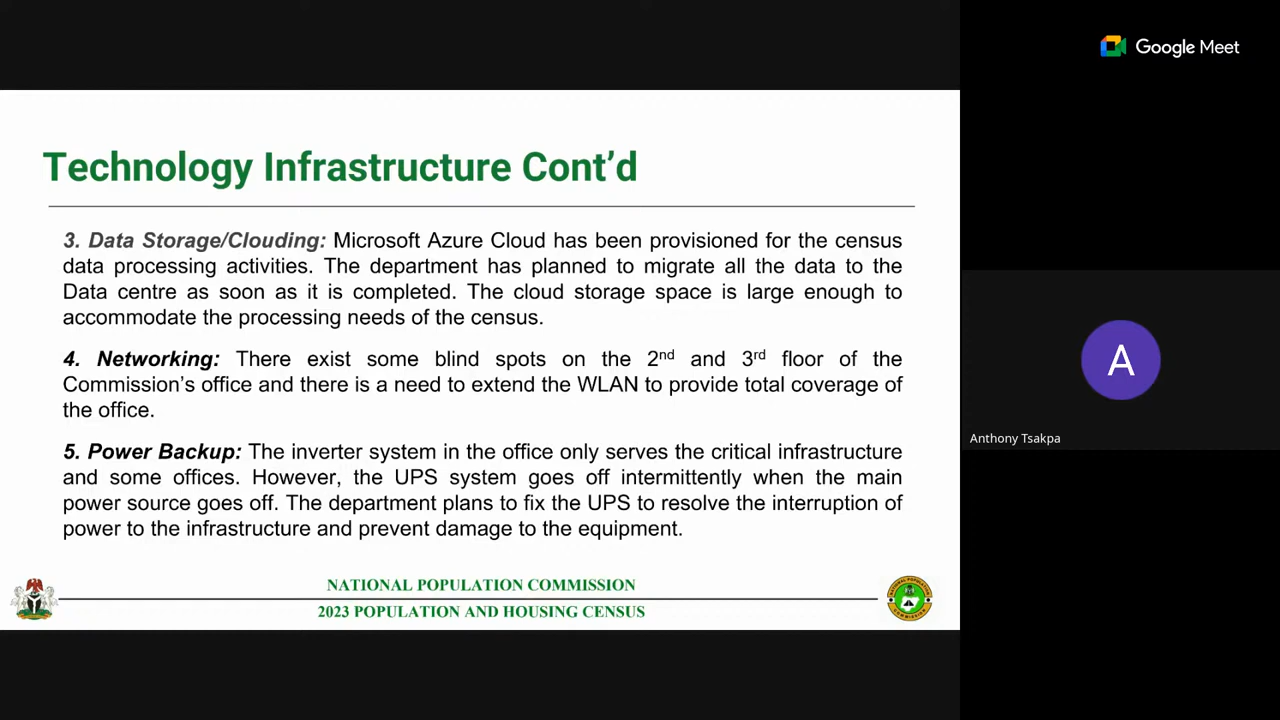 Google Meet
Technology Infrastructure Cont’d
3. Data Storage/Clouding: Microsoft Azure Cloud has been provisioned for the census
data processing activities. The department has planned to migrate all the data to the
Data centre as soon as it is completed. The cloud storage space is large enough to
accommodate the processing needs of the census.
4. Networking: There exist some blind spots on the 2nd and 3rd floor of the
Commission’s office and there is a need to extend the WLAN to provide total coverage of
the office.
5. Power Backup: The inverter system in the office only serves the critical infrastructure
and some offices. However, the UPS system goes off intermittently when the main
power source goes off. The department plans to fix the UPS to resolve the interruption of
power to the infrastructure and prevent damage to the equipment.
NATIONAL POPULATION COMMISSION
2023 POPULATION AND HOUSING CENSUS
A
Anthony Tsakpa